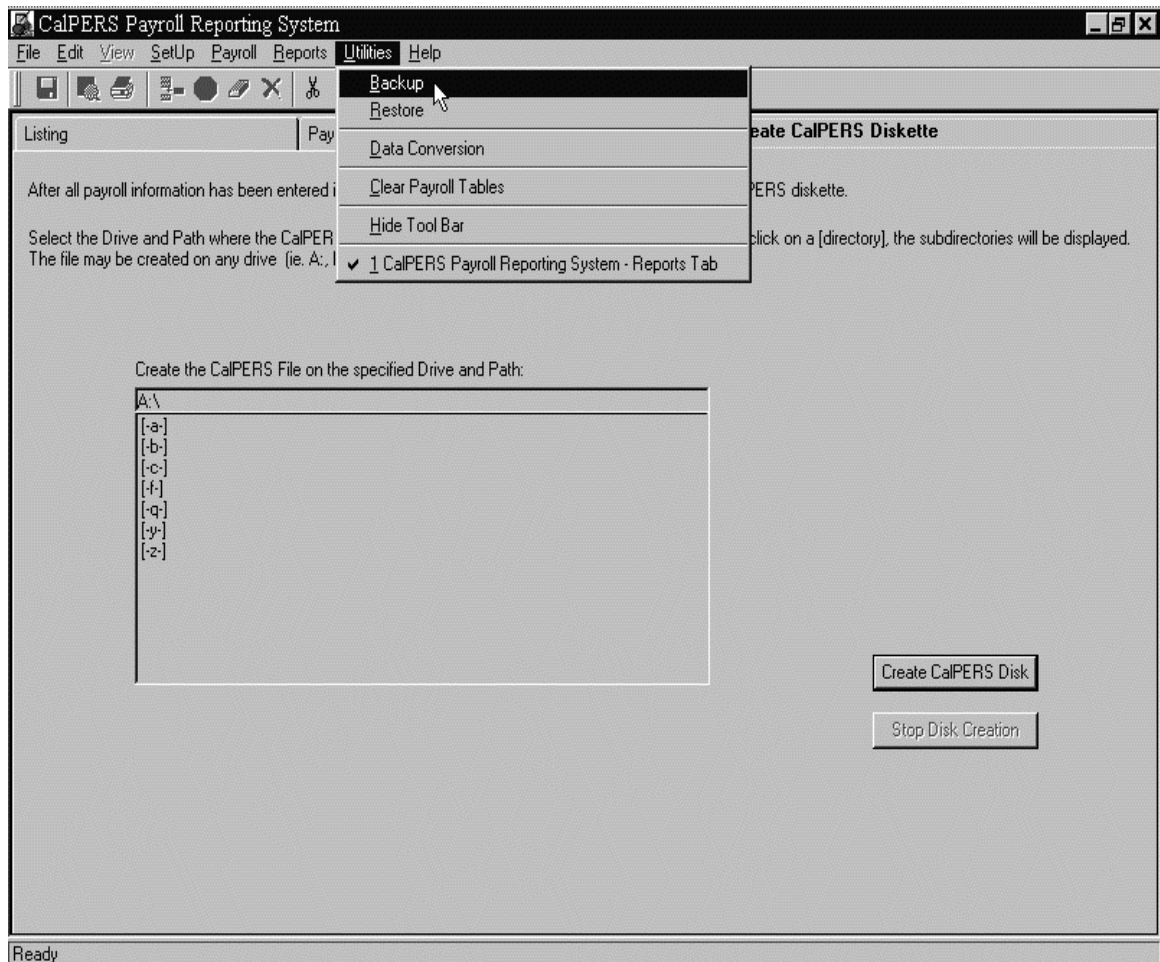 CalPERS Payroll Reporting System
File Edit View SetUp Payroll Reports Utilities Help
Backup
Restore
Data Conversion
Clear Payroll Tables
Hide Tool Bar
✔ 1 CalPERS Payroll Reporting System - Reports Tab
Listing Pay eate CalPERS Diskette
After all payroll information has been entered i PERS diskette.
Select the Drive and Path where the CalPER click on a [directory], the subdirectories will be displayed.
The file may be created on any drive (ie. A:,
Create the CalPERS File on the specified Drive and Path:
A:\
[-a-]
[-b-]
[-c-]
[-f-]
[-q-]
[-y-]
[-z-]
Create CalPERS Disk
Stop Disk Creation
Ready